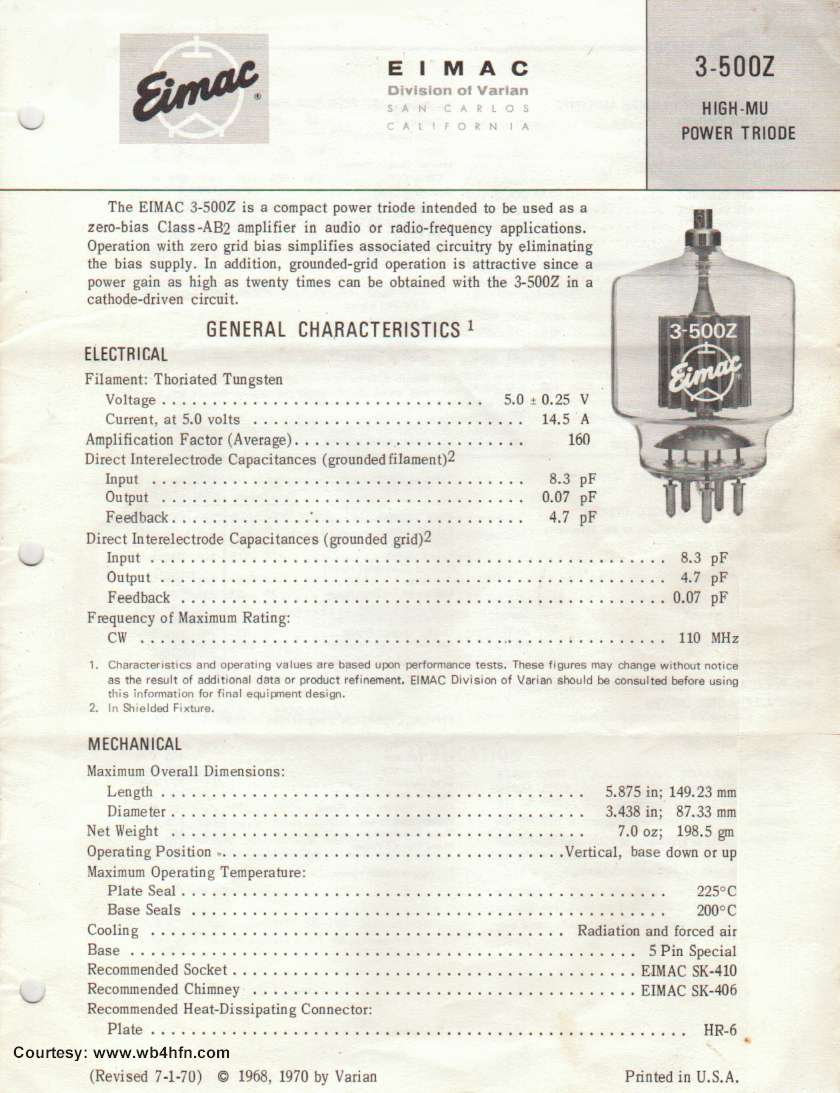 Eimac®
EIMAC
Division of Varian
SAN CARLOS
CALIFORNIA
3-500Z
HIGH-MU
POWER TRIODE
The EIMAC 3-500Z is a compact power triode intended to be used as a
zero-bias Class-AB2 amplifier in audio or radio-frequency applications.
Operation with zero grid bias simplifies associated circuitry by eliminating
the bias supply. In addition, grounded-grid operation is attractive since a
power gain as high as twenty times can be obtained with the 3-500Z in a
cathode-driven circuit.
3-500Z
Eimac®
GENERAL CHARACTERISTICS 1
ELECTRICAL
Filament: Thoriated Tungsten
Voltage . . . . . . . . . . 5.0 ± 0.25 V
Current, at 5.0 volts . . . . . . . . . . 14.5 A
Amplification Factor (Average). . . . . . . . . . 160
Direct Interelectrode Capacitances (grounded filament)2
Input . . . . . . . . . . 8.3 pF
Output . . . . . . . . . . 0.07 pF
Feedback. . . . . . . . . . 4.7 pF
Direct Interelectrode Capacitances (grounded grid)2
Input . . . . . . . . . . 8.3 pF
Output . . . . . . . . . . 4.7 pF
Feedback . . . . . . . . . . 0.07 pF
Frequency of Maximum Rating:
CW . . . . . . . . . . 110 MHz
1. Characteristics and operating values are based upon performance tests. These figures may change without notice
as the result of additional data or product refinement. EIMAC Division of Varian should be consulted before using
this information for final equipment design.
2. In Shielded Fixture.
MECHANICAL
Maximum Overall Dimensions:
Length . . . . . . . . . . 5.875 in; 149.23 mm
Diameter. . . . . . . . . . 3.438 in; 87.33 mm
Net Weight . . . . . . . . . . 7.0 oz; 198.5 gm
Operating Position . . . . . . . . . . Vertical, base down or up
Maximum Operating Temperature:
Plate Seal . . . . . . . . . . 225°C
Base Seals . . . . . . . . . . 200°C
Cooling . . . . . . . . . . Radiation and forced air
Base . . . . . . . . . . 5 Pin Special
Recommended Socket . . . . . . . . . . EIMAC SK-410
Recommended Chimney . . . . . . . . . . EIMAC SK-406
Recommended Heat-Dissipating Connector:
Plate . . . . . . . . . . HR-6
Courtesy: www.wb4hfn.com
(Revised 7-1-70) © 1968, 1970 by Varian Printed in U.S.A.